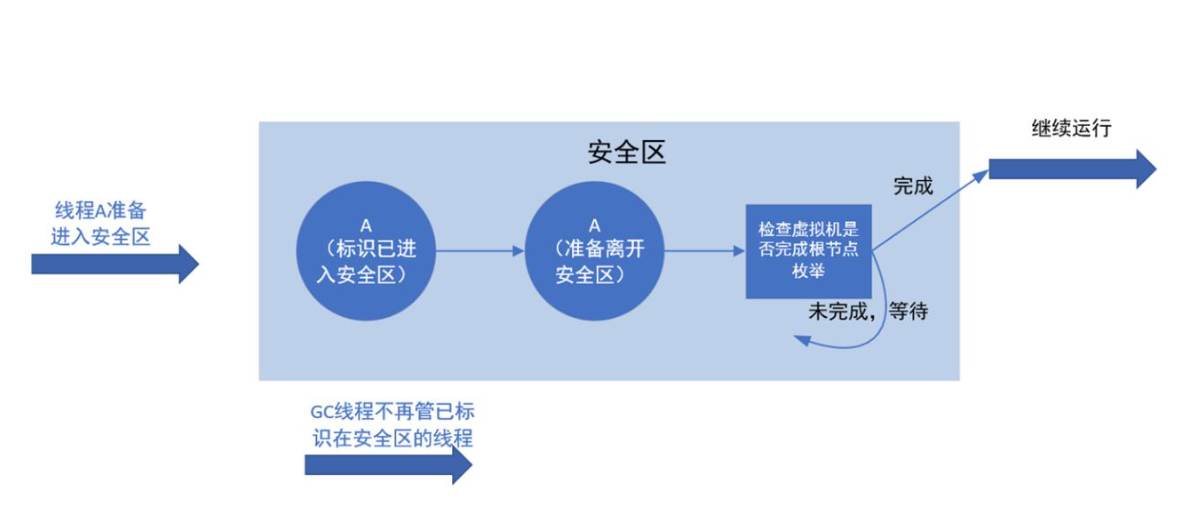 继续运行
安全区
完成
线程A准备
进入安全区
A
（标识已进
入安全区）
A
（准备离开
安全区）
检查虚拟机是
否完成根节点
枚举
未完成，等待
GC线程不再管已标
识在安全区的线程